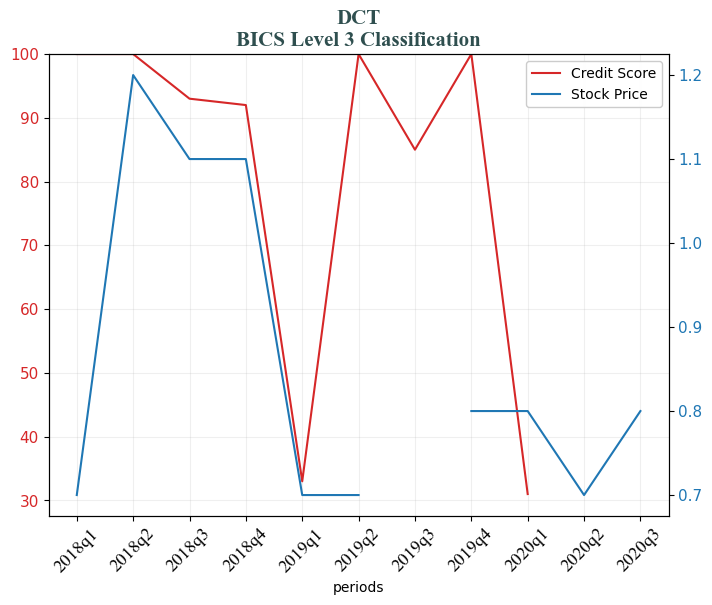 DCT
BICS Level 3 Classification
Credit Score
Stock Price
100
90
80
70
60
50
40
30
1.2
1.1
1.0
0.9
0.8
0.7
2018q1
2018q2
2018q3
2018q4
2019q1
2019q2
2019q3
2019q4
2020q1
2020q2
2020q3
periods